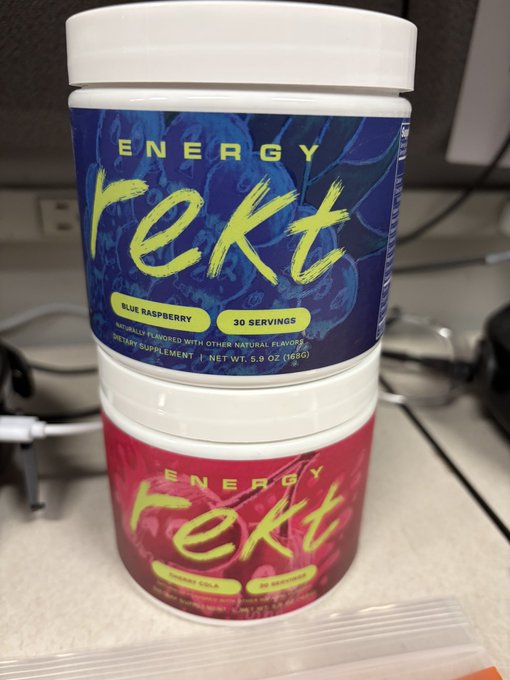 ENERGY
rekt
BLUE RASPBERRY
30 SERVINGS
NATURALLY FLAVORED WITH OTHER NATURAL FLAVORS
DIETARY SUPPLEMENT | NET WT. 5.9 OZ (168G)
ENERGY
rekt
CHERRY COLA
30 SERVINGS